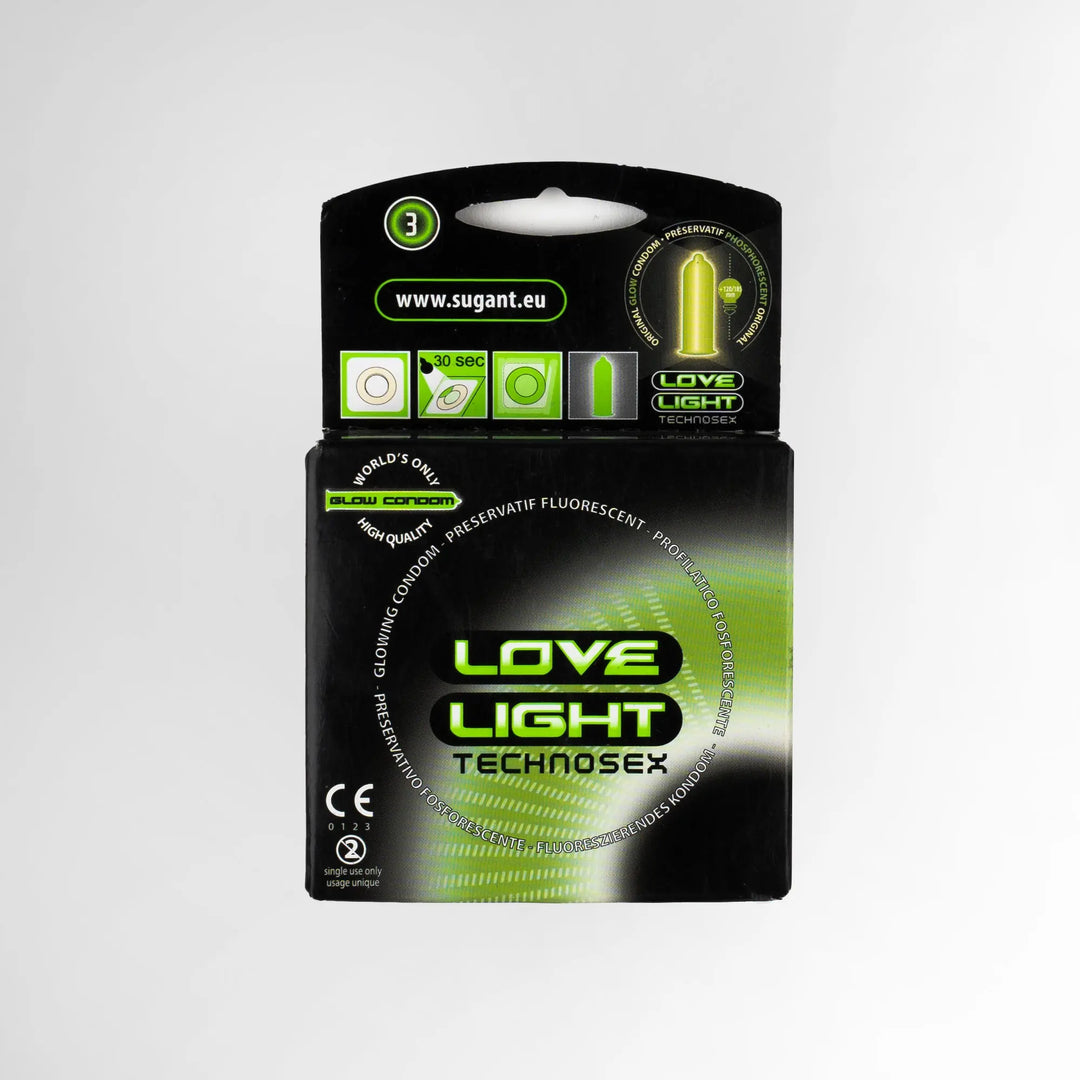 3
www.sugant.eu
30 sec
ORIGINAL GLOW CONDOM • PRÉSERVATIF PHOSPHORESCENT ORIGINAL
LOVE
LIGHT
TECHNOSEX
WORLD'S ONLY
GLOW CONDOM
HIGH QUALITY
PRESERVATIVO FOSFORESCENTE - GLOWING CONDOM - PRESERVATIF FLUORESCENT - PROFILATICO FOSFORESCENTE - FLUORESZIERENDES KONDOM -
LOVE
LIGHT
TECHNOSEX
CE
0123
2
single use only
usage unique